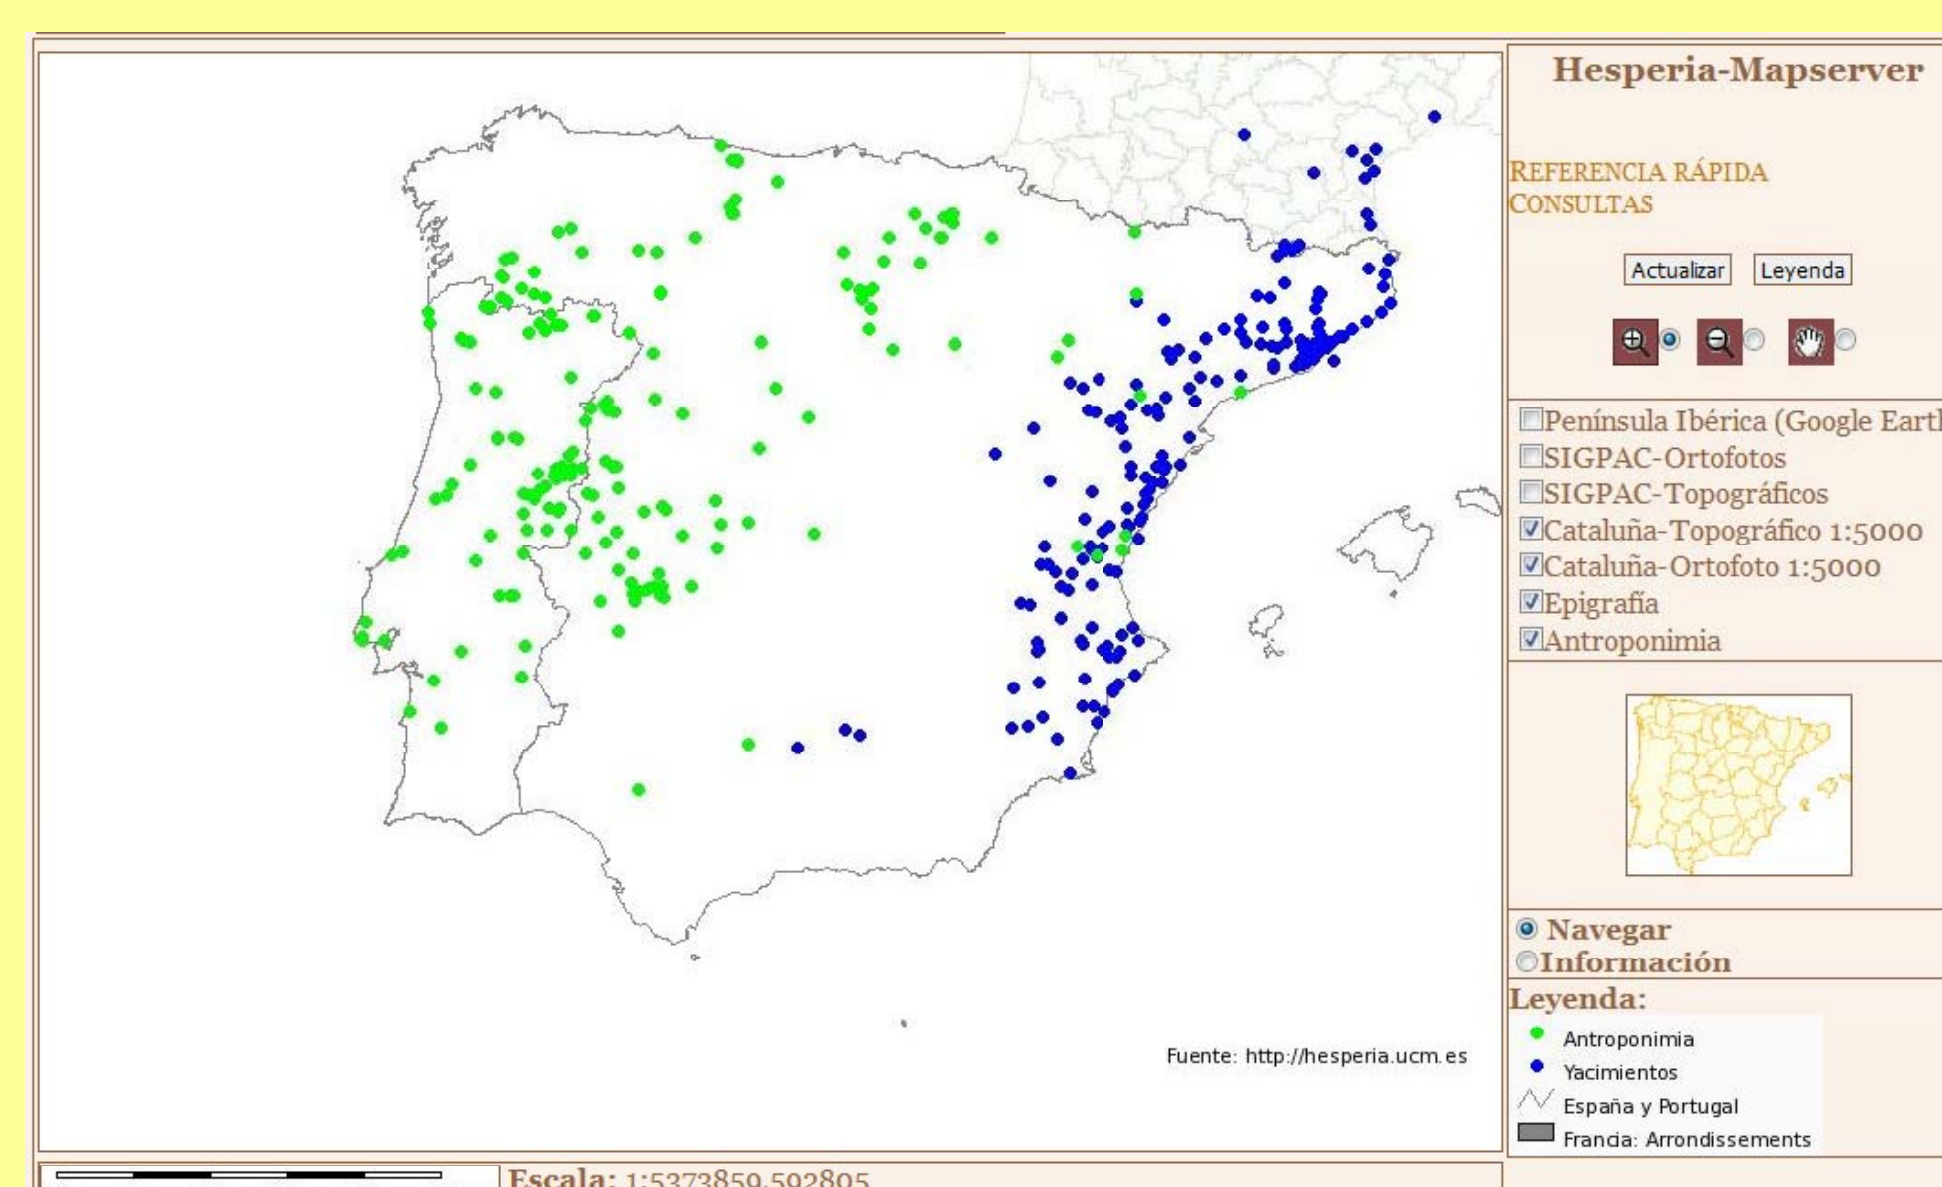 Hesperia-Mapserver
REFERENCIA RÁPIDA
CONSULTAS
Actualizar Leyenda
Península Ibérica (Google Earth
SIGPAC-Ortofotos
SIGPAC-Topográficos
Cataluña-Topográfico 1:5000
Cataluña-Ortofoto 1:5000
Epigrafía
Antroponimia
Navegar
Información
Leyenda:
Antroponimia
Yacimientos
España y Portugal
Francia: Arrondissements
Fuente: http://hesperia.ucm.es
Escala: 1:5373859.592805